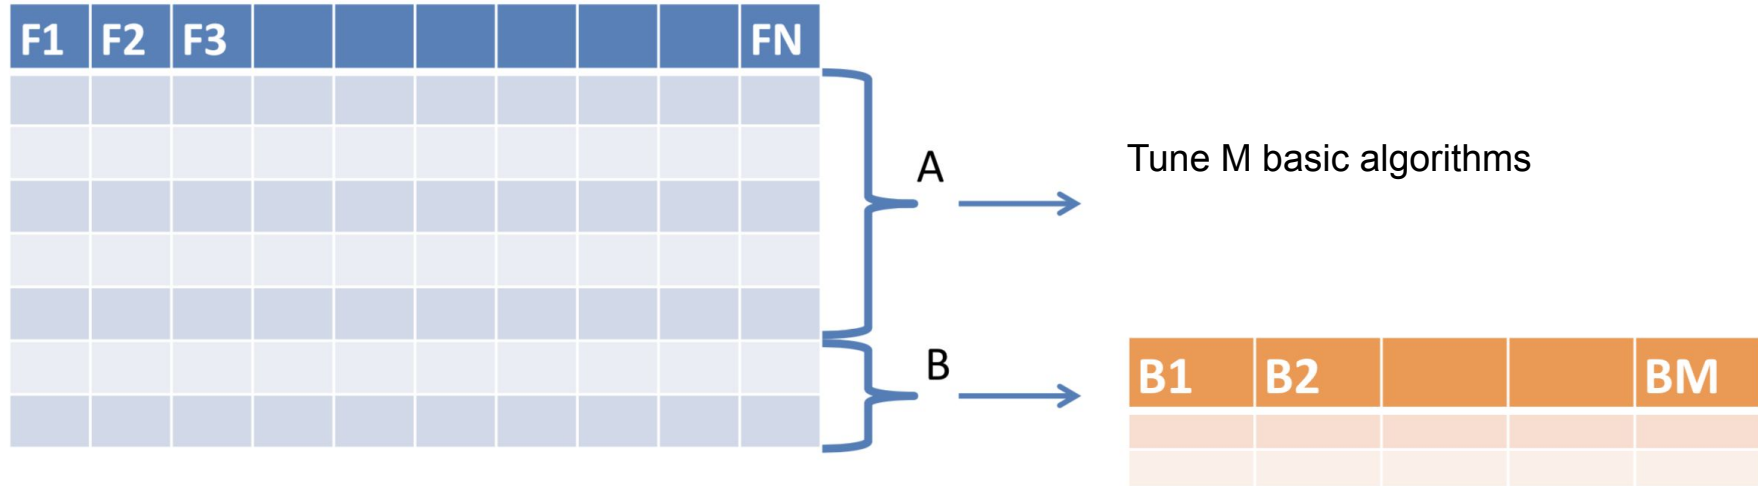 F1 F2 F3 FN
A
Tune M basic algorithms
B
B1 B2 BM